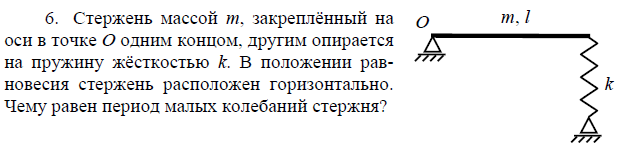 6. Стержень массой m, закреплённый на
оси в точке O одним концом, другим опирается
на пружину жёсткостью k. В положении рав-
новесия стержень расположен горизонтально.
Чему равен период малых колебаний стержня?
O
m, l
k